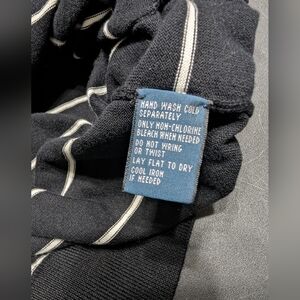 HAND WASH COLD
SEPARATELY
ONLY NON-CHLORINE
BLEACH WHEN NEEDED
DO NOT WRING
OR TWIST
LAY FLAT TO DRY
COOL IRON
IF NEEDED